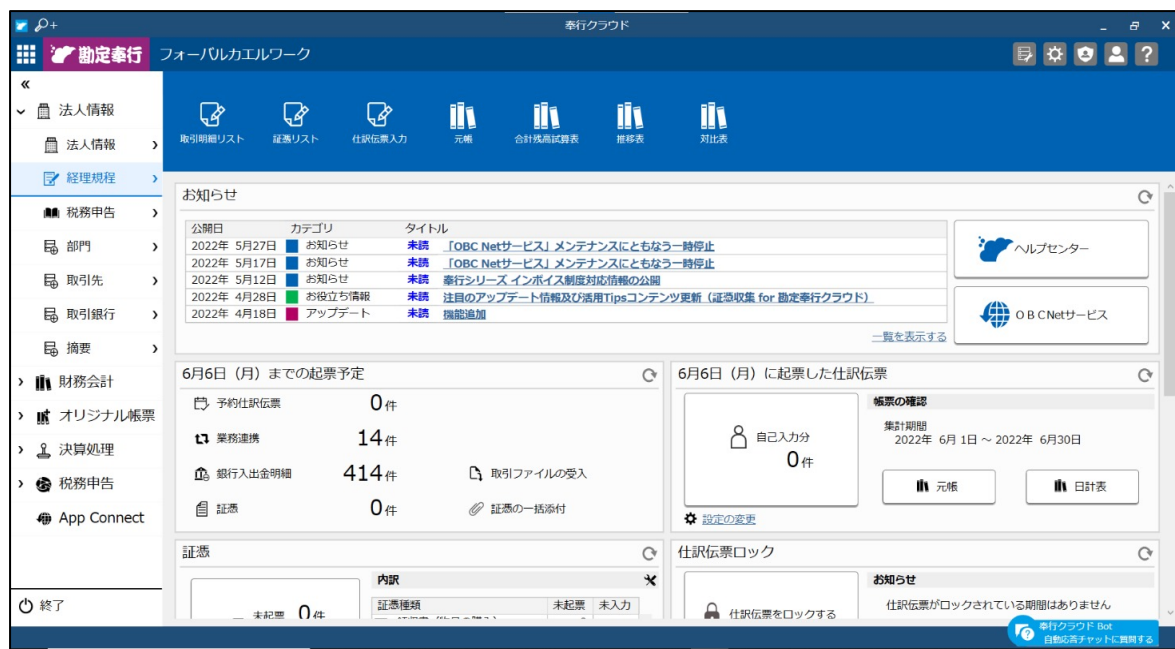 奉行クラウド
勘定奉行 フォーバルカエルワーク
法人情報
法人情報
経理規程
税務申告
部門
取引先
取引銀行
摘要
財務会計
オリジナル帳票
決算処理
税務申告
App Connect
終了
取引明細リスト 証憑リスト 仕訳伝票入力 元帳 合計残高試算表 推移表 対比表
お知らせ
公開日 カテゴリ タイトル
2022年 5月27日 お知らせ 未読 「OBC Netサービス」メンテナンスにともなう一時停止
2022年 5月17日 お知らせ 未読 「OBC Netサービス」メンテナンスにともなう一時停止
2022年 5月12日 お知らせ 未読 奉行シリーズ インボイス制度対応情報の公開
2022年 4月28日 お役立ち情報 未読 注目のアップデート情報及び活用Tipsコンテンツ更新（証憑収集 for 勘定奉行クラウド）
2022年 4月18日 アップデート 未読 機能追加
一覧を表示する
ヘルプセンター
ＯＢＣNetサービス
6月6日（月）までの起票予定
予約仕訳伝票 0件
業務連携 14件
銀行入出金明細 414件 取引ファイルの受入
証憑 0件 証憑の一括添付
6月6日（月）に起票した仕訳伝票
自己入力分
0件
設定の変更
帳票の確認
集計期間
2022年 6月 1日 ～ 2022年 6月30日
元帳 日計表
証憑
未起票 0件
内訳
証憑種類 未起票 未入力
仕訳伝票ロック
仕訳伝票をロックする
お知らせ
仕訳伝票がロックされている期間はありません
奉行クラウド Bot
自動応答チャットに質問する